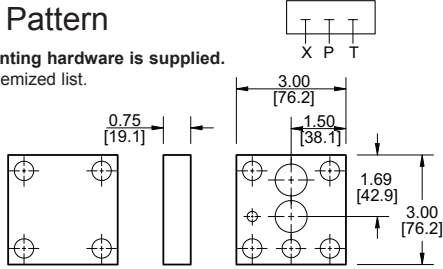 Pattern
nting hardware is supplied.
emized list.
X P T
3.00
[76.2]
0.75
[19.1]
1.50
[38.1]
1.69
[42.9]
3.00
[76.2]